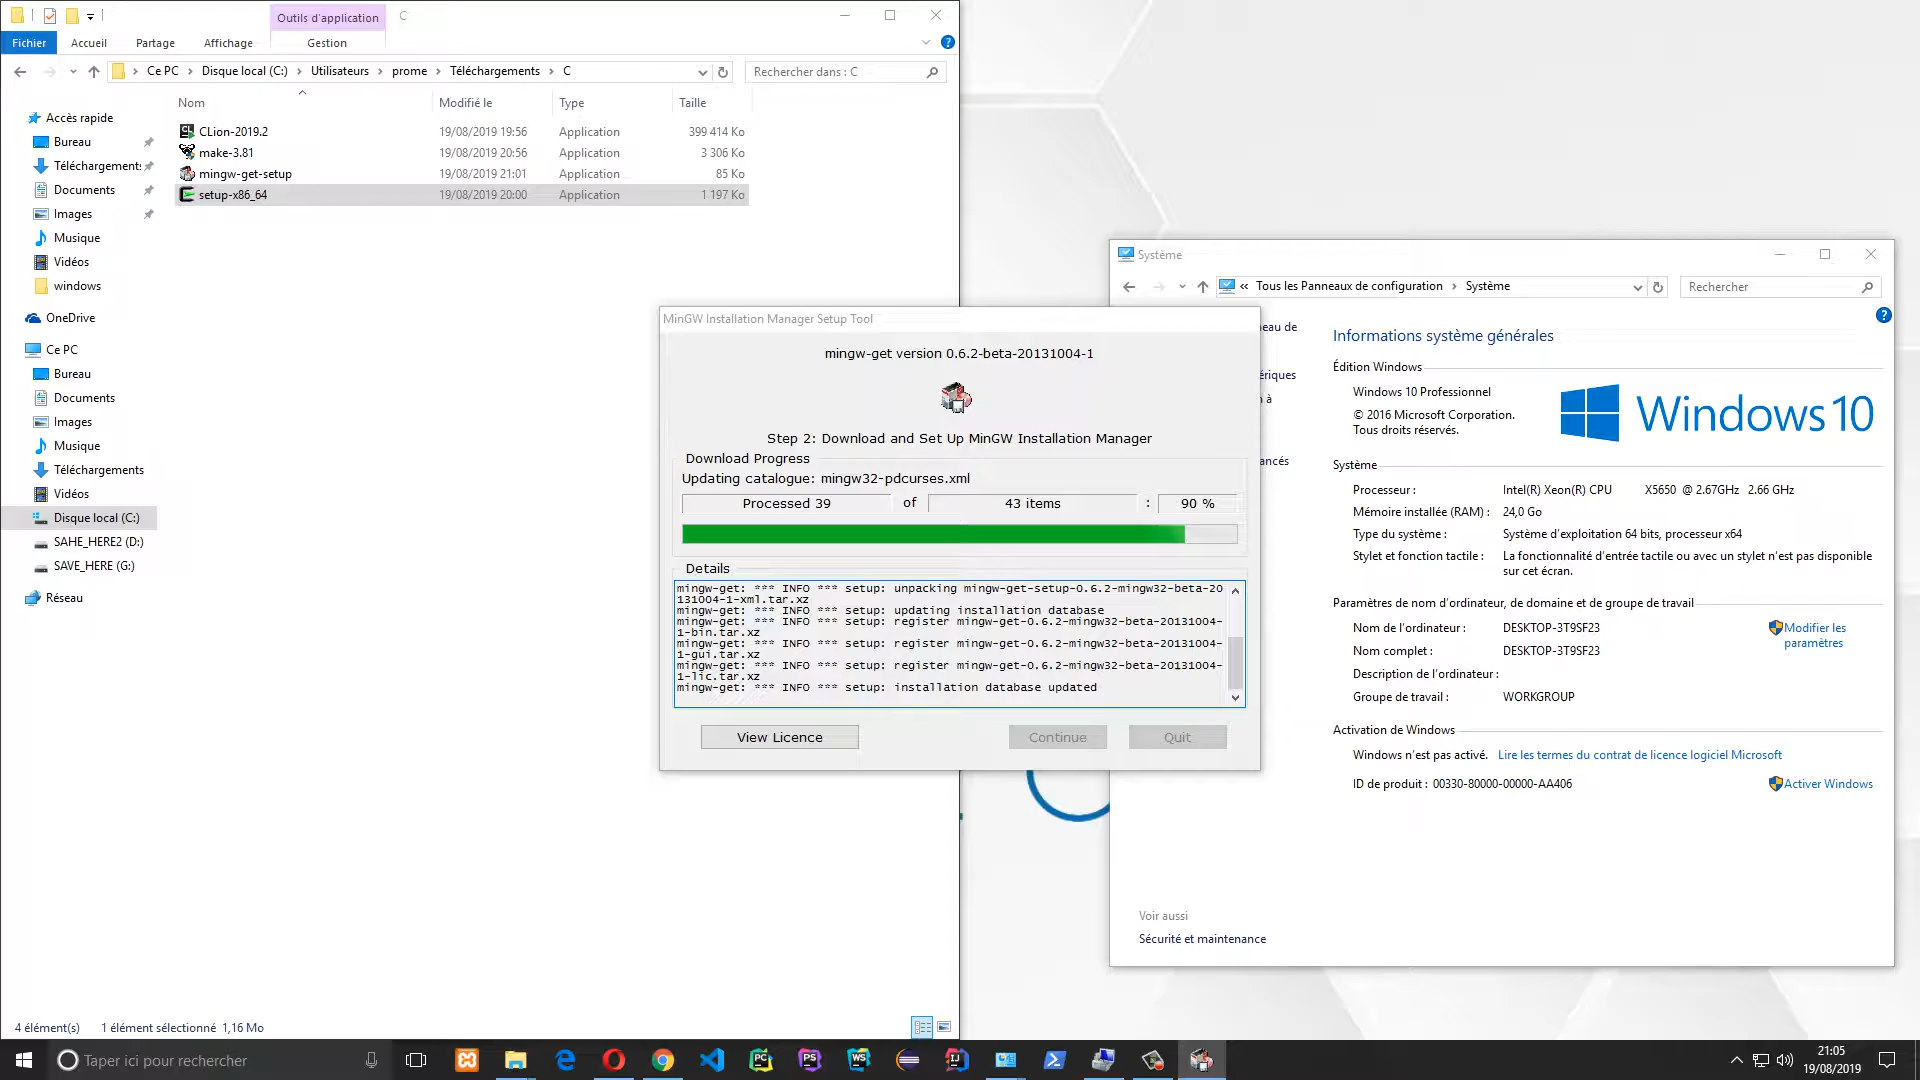 Outils d'application
C
Fichier
Accueil
Partage
Affichage
Gestion
Ce PC
Disque local (C:)
Utilisateurs
prome
Téléchargements
C
Rechercher dans : C
Nom
Modifié le
Type
Taille
CLion-2019.2
19/08/2019 19:56
Application
399 414 Ko
make-3.81
19/08/2019 20:56
Application
3 306 Ko
mingw-get-setup
19/08/2019 21:01
Application
85 Ko
setup-x86_64
19/08/2019 20:00
Application
1 197 Ko
Accès rapide
Bureau
Téléchargements
Documents
Images
Musique
Vidéos
windows
OneDrive
Ce PC
Bureau
Documents
Images
Musique
Téléchargements
Vidéos
Disque local (C:)
SAHE_HERE2 (D:)
SAVE_HERE (G:)
Réseau
4 élément(s)
1 élément sélectionné 1,16 Mo
MinGW Installation Manager Setup Tool
mingw-get version 0.6.2-beta-20131004-1
Step 2: Download and Set Up MinGW Installation Manager
Download Progress
Updating catalogue: mingw32-pdcurses.xml
Processed 39 of 43 items : 90 %
Details
mingw-get: *** INFO *** setup: unpacking mingw-get-setup-0.6.2-mingw32-beta-20
131004-1-xml.tar.xz
mingw-get: *** INFO *** setup: updating installation database
mingw-get: *** INFO *** setup: register mingw-get-0.6.2-mingw32-beta-20131004-
1-bin.tar.xz
mingw-get: *** INFO *** setup: register mingw-get-0.6.2-mingw32-beta-20131004-
1-gui.tar.xz
mingw-get: *** INFO *** setup: register mingw-get-0.6.2-mingw32-beta-20131004-
1-lic.tar.xz
mingw-get: *** INFO *** setup: installation database updated
View Licence
Continue
Quit
Système
« Tous les Panneaux de configuration
Système
Rechercher
eau de
ériques
n à
ancés
Informations système générales
Édition Windows
Windows 10 Professionnel
© 2016 Microsoft Corporation.
Tous droits réservés.
Windows 10
Système
Processeur : Intel(R) Xeon(R) CPU X5650 @ 2.67GHz 2.66 GHz
Mémoire installée (RAM) : 24,0 Go
Type du système : Système d'exploitation 64 bits, processeur x64
Stylet et fonction tactile : La fonctionnalité d'entrée tactile ou avec un stylet n'est pas disponible
sur cet écran.
Paramètres de nom d'ordinateur, de domaine et de groupe de travail
Nom de l'ordinateur : DESKTOP-3T9SF23
Modifier les
paramètres
Nom complet : DESKTOP-3T9SF23
Description de l'ordinateur :
Groupe de travail : WORKGROUP
Activation de Windows
Windows n'est pas activé. Lire les termes du contrat de licence logiciel Microsoft
ID de produit : 00330-80000-00000-AA406
Activer Windows
Voir aussi
Sécurité et maintenance
Taper ici pour rechercher
21:05
19/08/2019